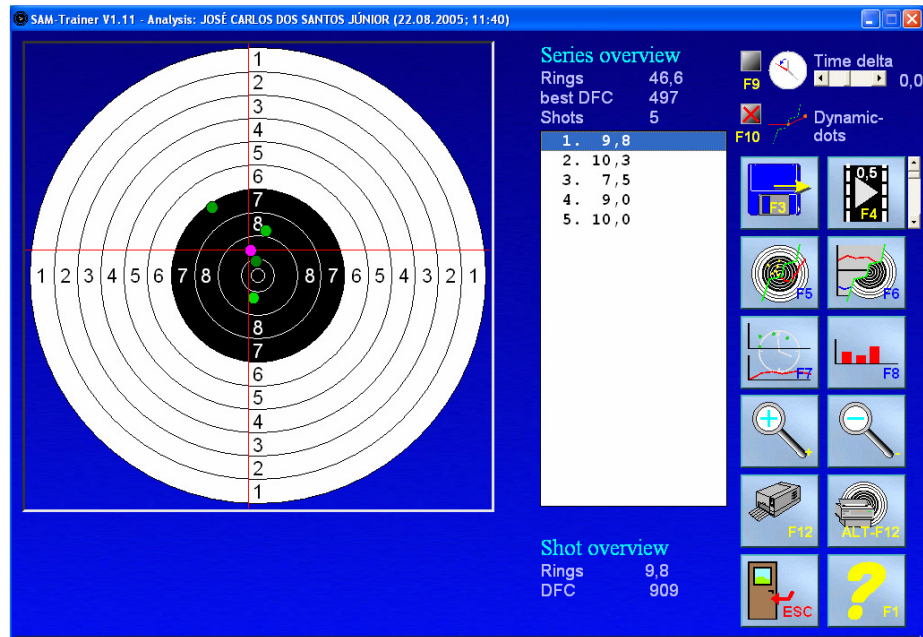 SAM-Trainer V1.11 - Analysis: JOSÉ CARLOS DOS SANTOS JÚNIOR (22.08.2005; 11:40)
1
2
3
4
5
6
7
8
1 2 3 4 5 6 7 8 8 7 6 5 4 3 2 1
8
7
6
5
4
3
2
1
Series overview
Rings 46,6
best DFC 497
Shots 5
1. 9,8
2. 10,3
3. 7,5
4. 9,0
5. 10,0
Shot overview
Rings 9,8
DFC 909
F9
Time delta
0,0
F10
Dynamic-
dots
F3
0,5
F4
F5
F6
F7
F8
+
-
F12
ALT-F12
ESC
F1